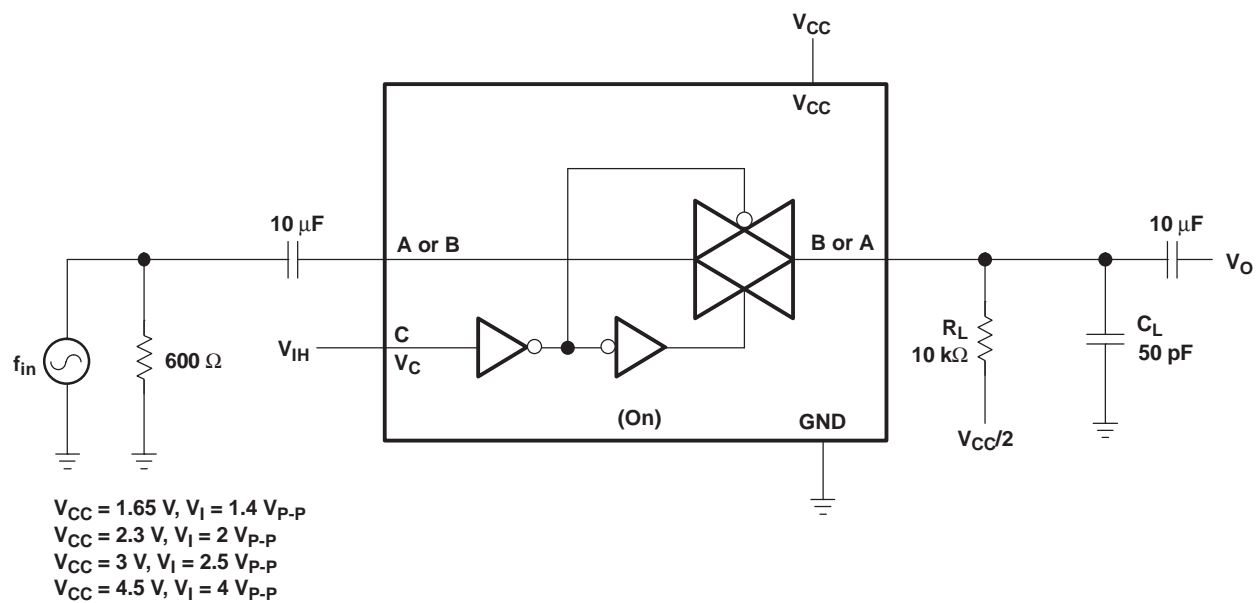 VCC
VCC
10 μF
A or B
B or A
10 μF
VO
fin
600 Ω
VIH
C
VC
RL
10 kΩ
CL
50 pF
(On)
GND
VCC/2
VCC = 1.65 V, VI = 1.4 VP-P
VCC = 2.3 V, VI = 2 VP-P
VCC = 3 V, VI = 2.5 VP-P
VCC = 4.5 V, VI = 4 VP-P